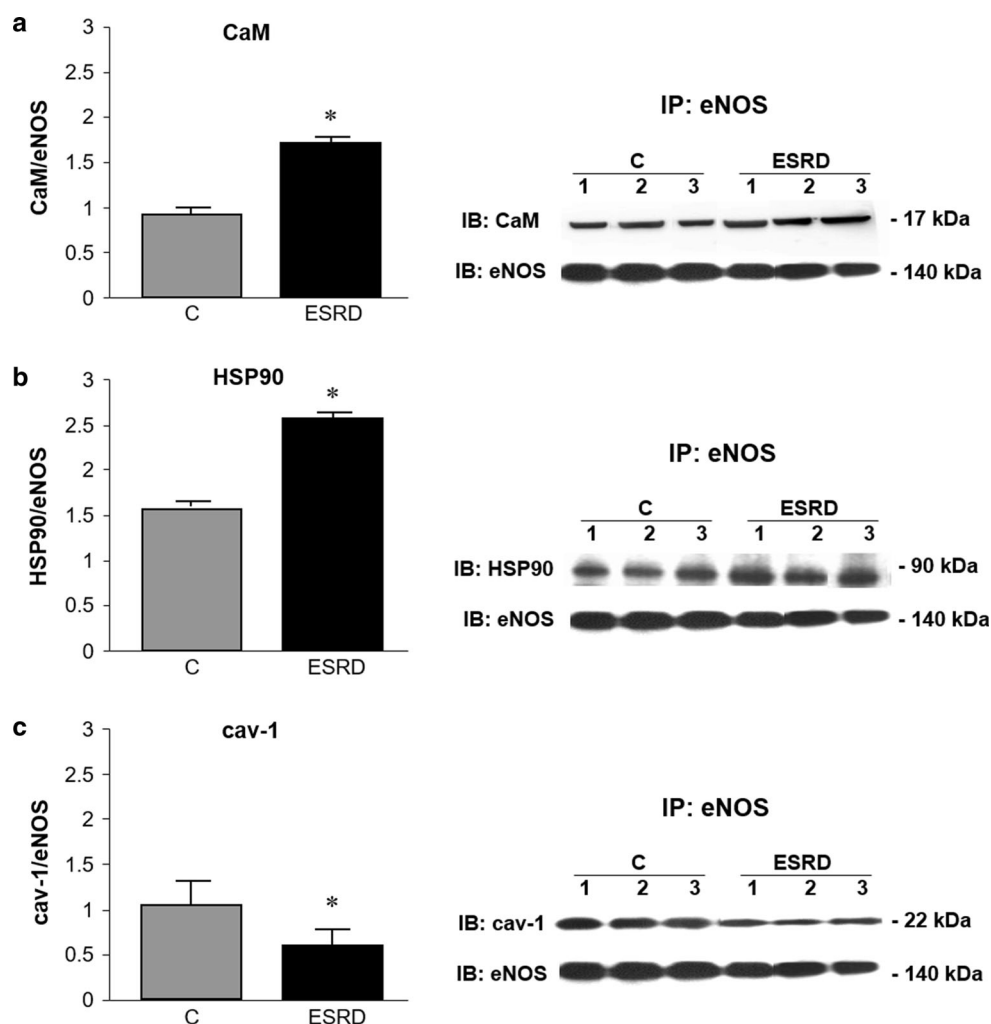 a
CaM
CaM/eNOS
3
2.5
2
1.5
1
0.5
0
*
C ESRD
IP: eNOS
C ESRD
1 2 3 1 2 3
IB: CaM - 17 kDa
IB: eNOS - 140 kDa
b
HSP90
HSP90/eNOS
3
2.5
2
1.5
1
0.5
0
*
C ESRD
IP: eNOS
C ESRD
1 2 3 1 2 3
IB: HSP90 - 90 kDa
IB: eNOS - 140 kDa
c
cav-1
cav-1/eNOS
3
2.5
2
1.5
1
0.5
0
*
C ESRD
IP: eNOS
C ESRD
1 2 3 1 2 3
IB: cav-1 - 22 kDa
IB: eNOS - 140 kDa